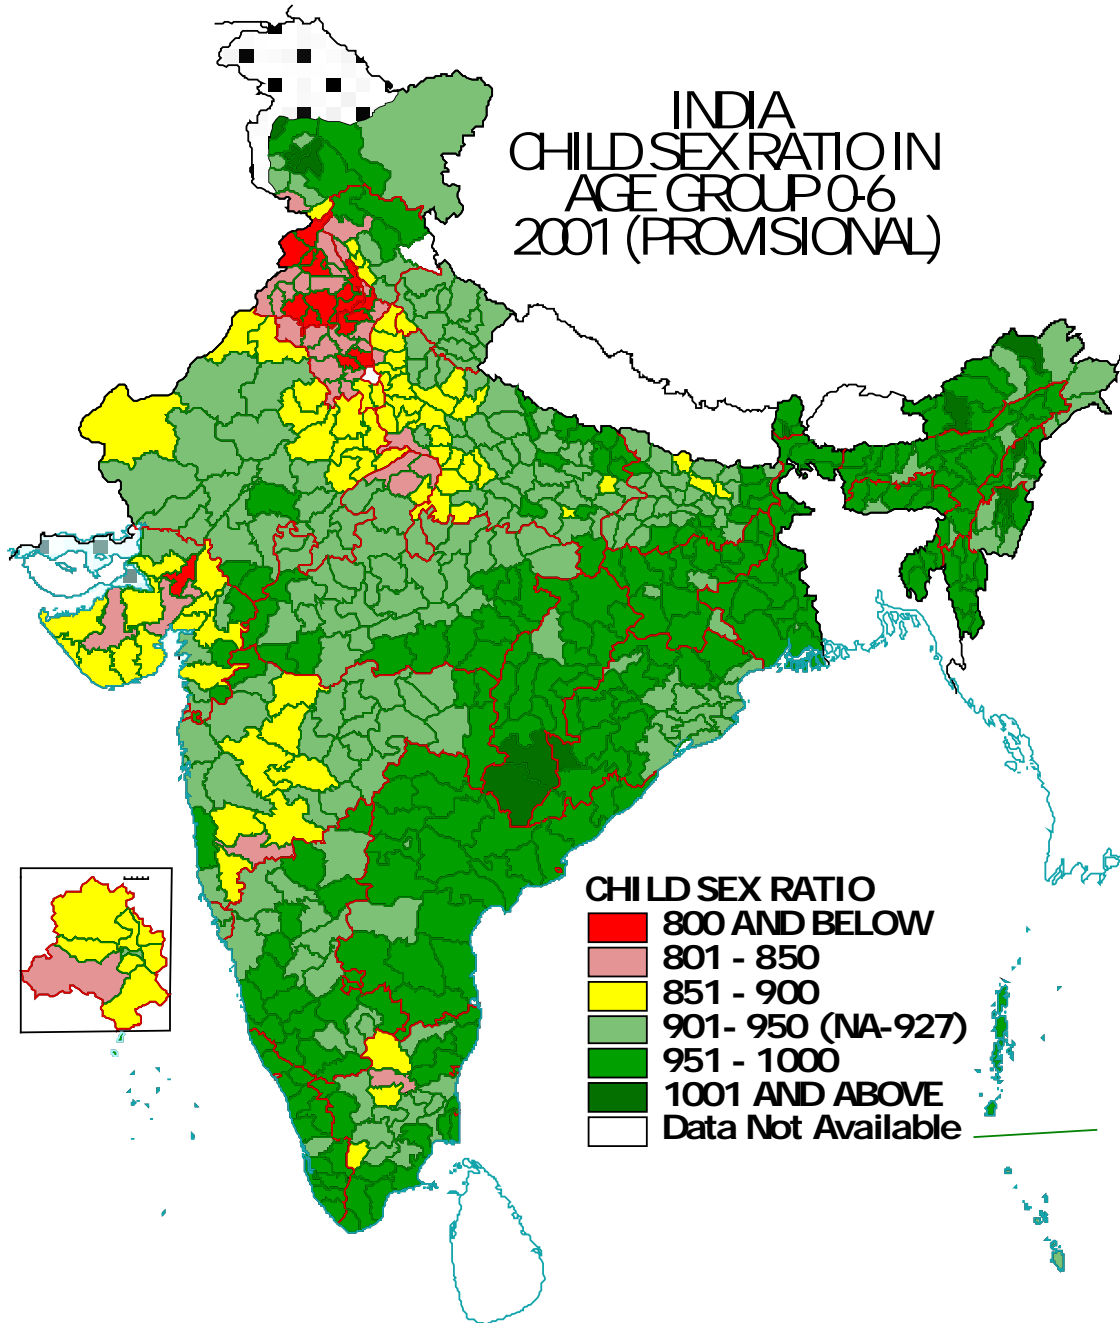 INDIA
CHILD SEX RATIO IN
AGE GROUP 0-6
2001 (PROVISIONAL)
CHILD SEX RATIO
800 AND BELOW
801 - 850
851 - 900
901- 950 (NA-927)
951 - 1000
1001 AND ABOVE
Data Not Available